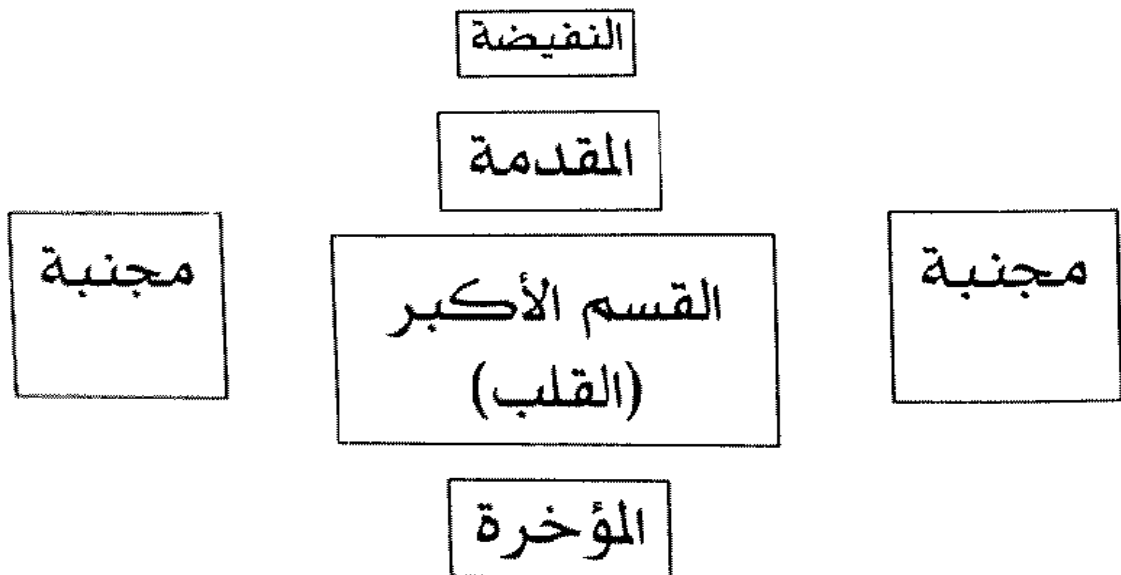 النفيضة
المقدمة
مجنبة
القسم الأكبر
(القلب)
مجنبة
المؤخرة